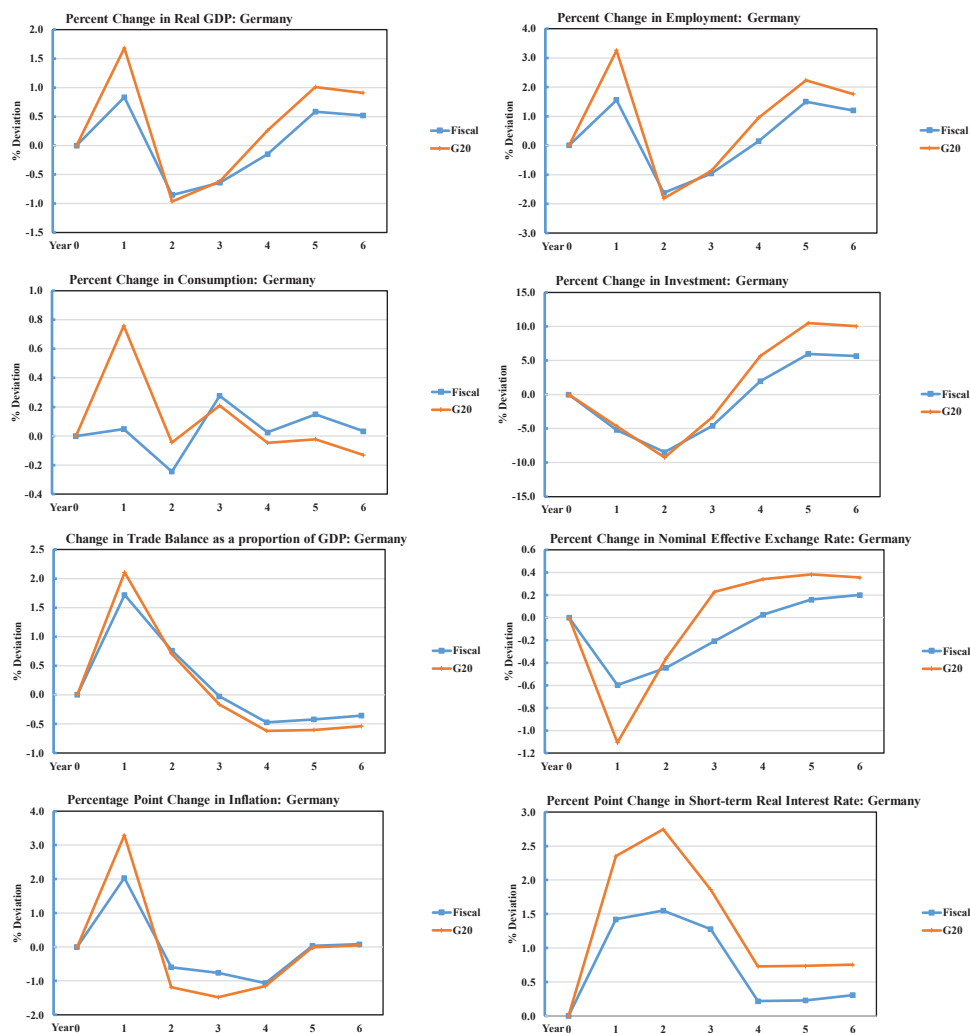 Percent Change in Real GDP: Germany
2.0
1.5
1.0
0.5
0.0
-0.5
-1.0
-1.5
% Deviation
Year 0 1 2 3 4 5 6
Fiscal
G20
Percent Change in Employment: Germany
4.0
3.0
2.0
1.0
0.0
-1.0
-2.0
-3.0
% Deviation
Year 0 1 2 3 4 5 6
Fiscal
G20
Percent Change in Consumption: Germany
1.0
0.8
0.6
0.4
0.2
0.0
-0.2
-0.4
% Deviation
Year 0 1 2 3 4 5 6
Fiscal
G20
Percent Change in Investment: Germany
15.0
10.0
5.0
0.0
-5.0
-10.0
-15.0
% Deviation
Year 0 1 2 3 4 5 6
Fiscal
G20
Change in Trade Balance as a proportion of GDP: Germany
2.5
2.0
1.5
1.0
0.5
0.0
-0.5
-1.0
% Deviation
Year 0 1 2 3 4 5 6
Fiscal
G20
Percent Change in Nominal Effective Exchange Rate: Germany
0.6
0.4
0.2
0.0
-0.2
-0.4
-0.6
-0.8
-1.0
-1.2
% Deviation
Year 0 1 2 3 4 5 6
Fiscal
G20
Percentage Point Change in Inflation: Germany
4.0
3.0
2.0
1.0
0.0
-1.0
-2.0
% Deviation
Year 0 1 2 3 4 5 6
Fiscal
G20
Percent Point Change in Short-term Real Interest Rate: Germany
3.0
2.5
2.0
1.5
1.0
0.5
0.0
% Deviation
Year 0 1 2 3 4 5 6
Fiscal
G20